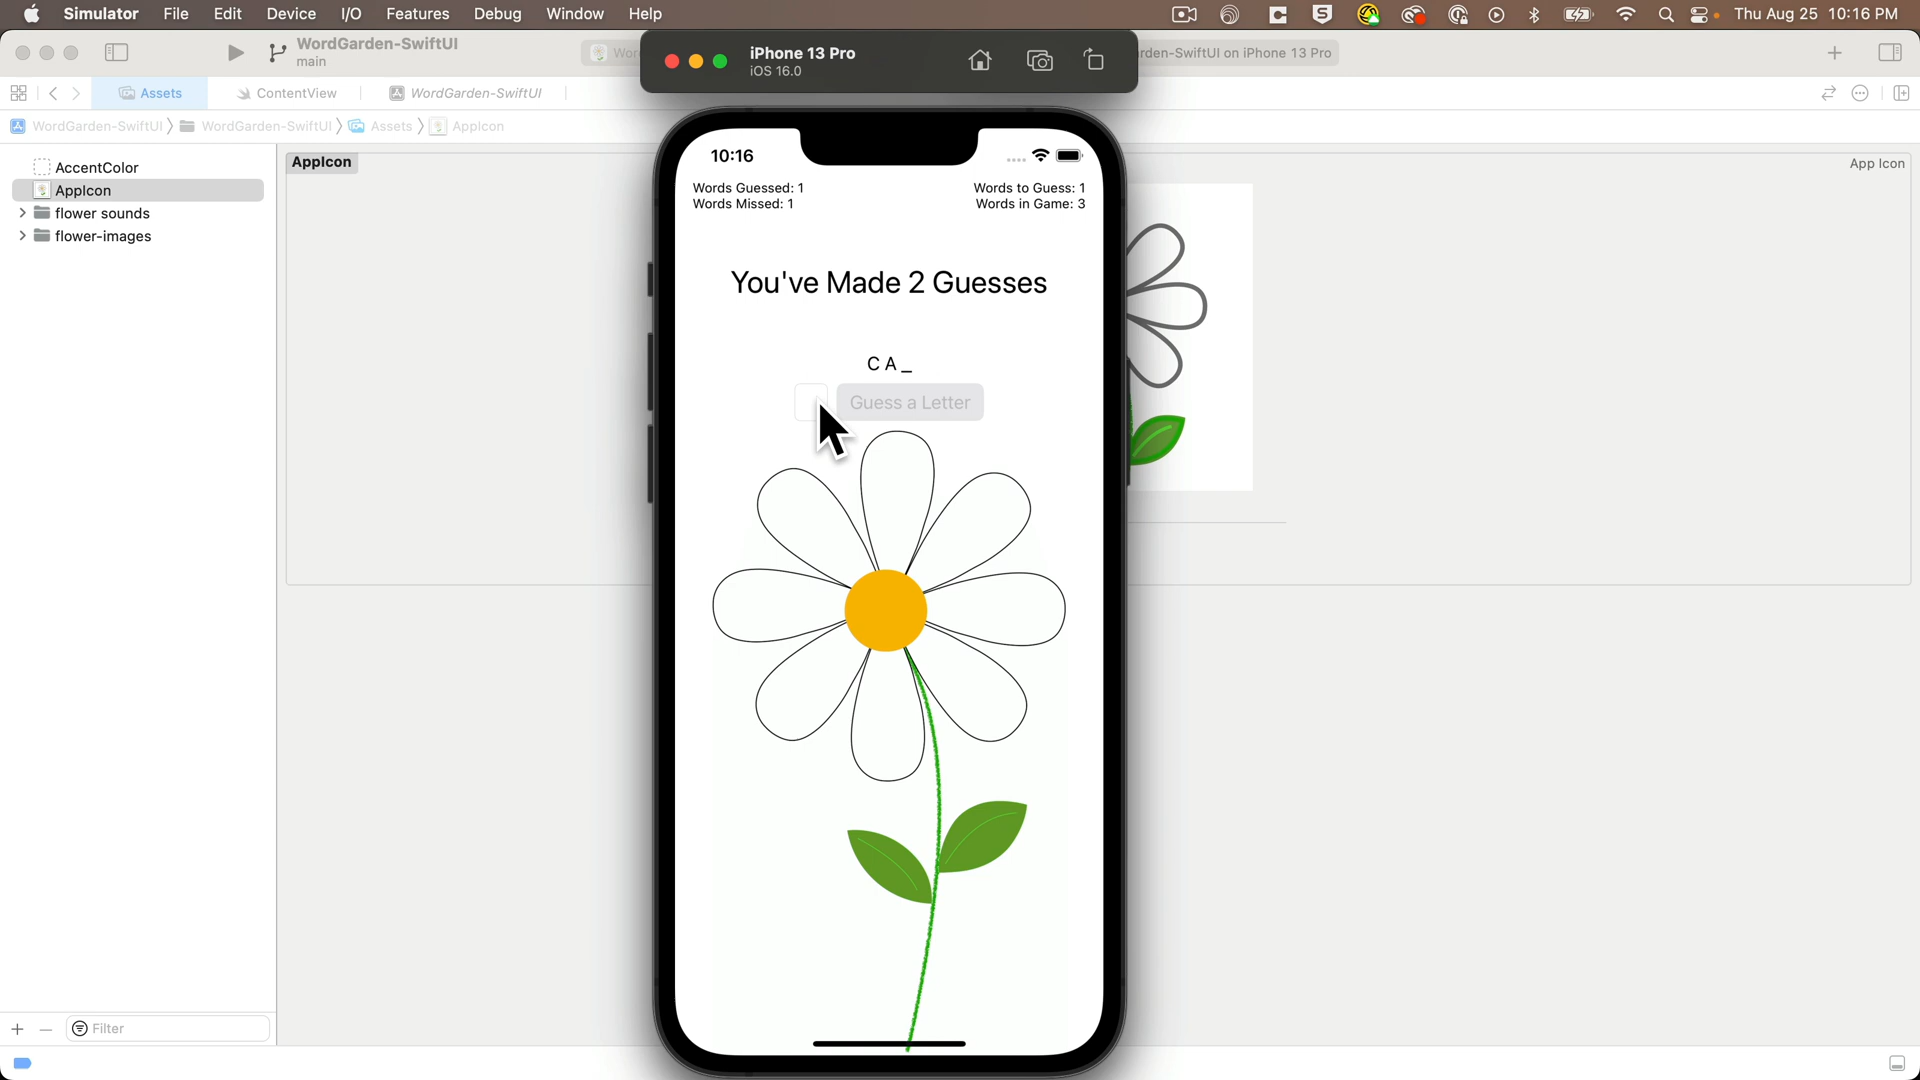 Simulator File Edit Device I/O Features Debug Window Help Thu Aug 25 10:16 PM
WordGarden-SwiftUI
main
iPhone 13 Pro
iOS 16.0
rden-SwiftUI on iPhone 13 Pro
Assets ContentView WordGarden-SwiftUI
WordGarden-SwiftUI WordGarden-SwiftUI Assets AppIcon
AccentColor
AppIcon
flower sounds
flower-images
AppIcon
App Icon
10:16
Words Guessed: 1
Words Missed: 1
Words to Guess: 1
Words in Game: 3
You've Made 2 Guesses
C A _
Guess a Letter
Filter